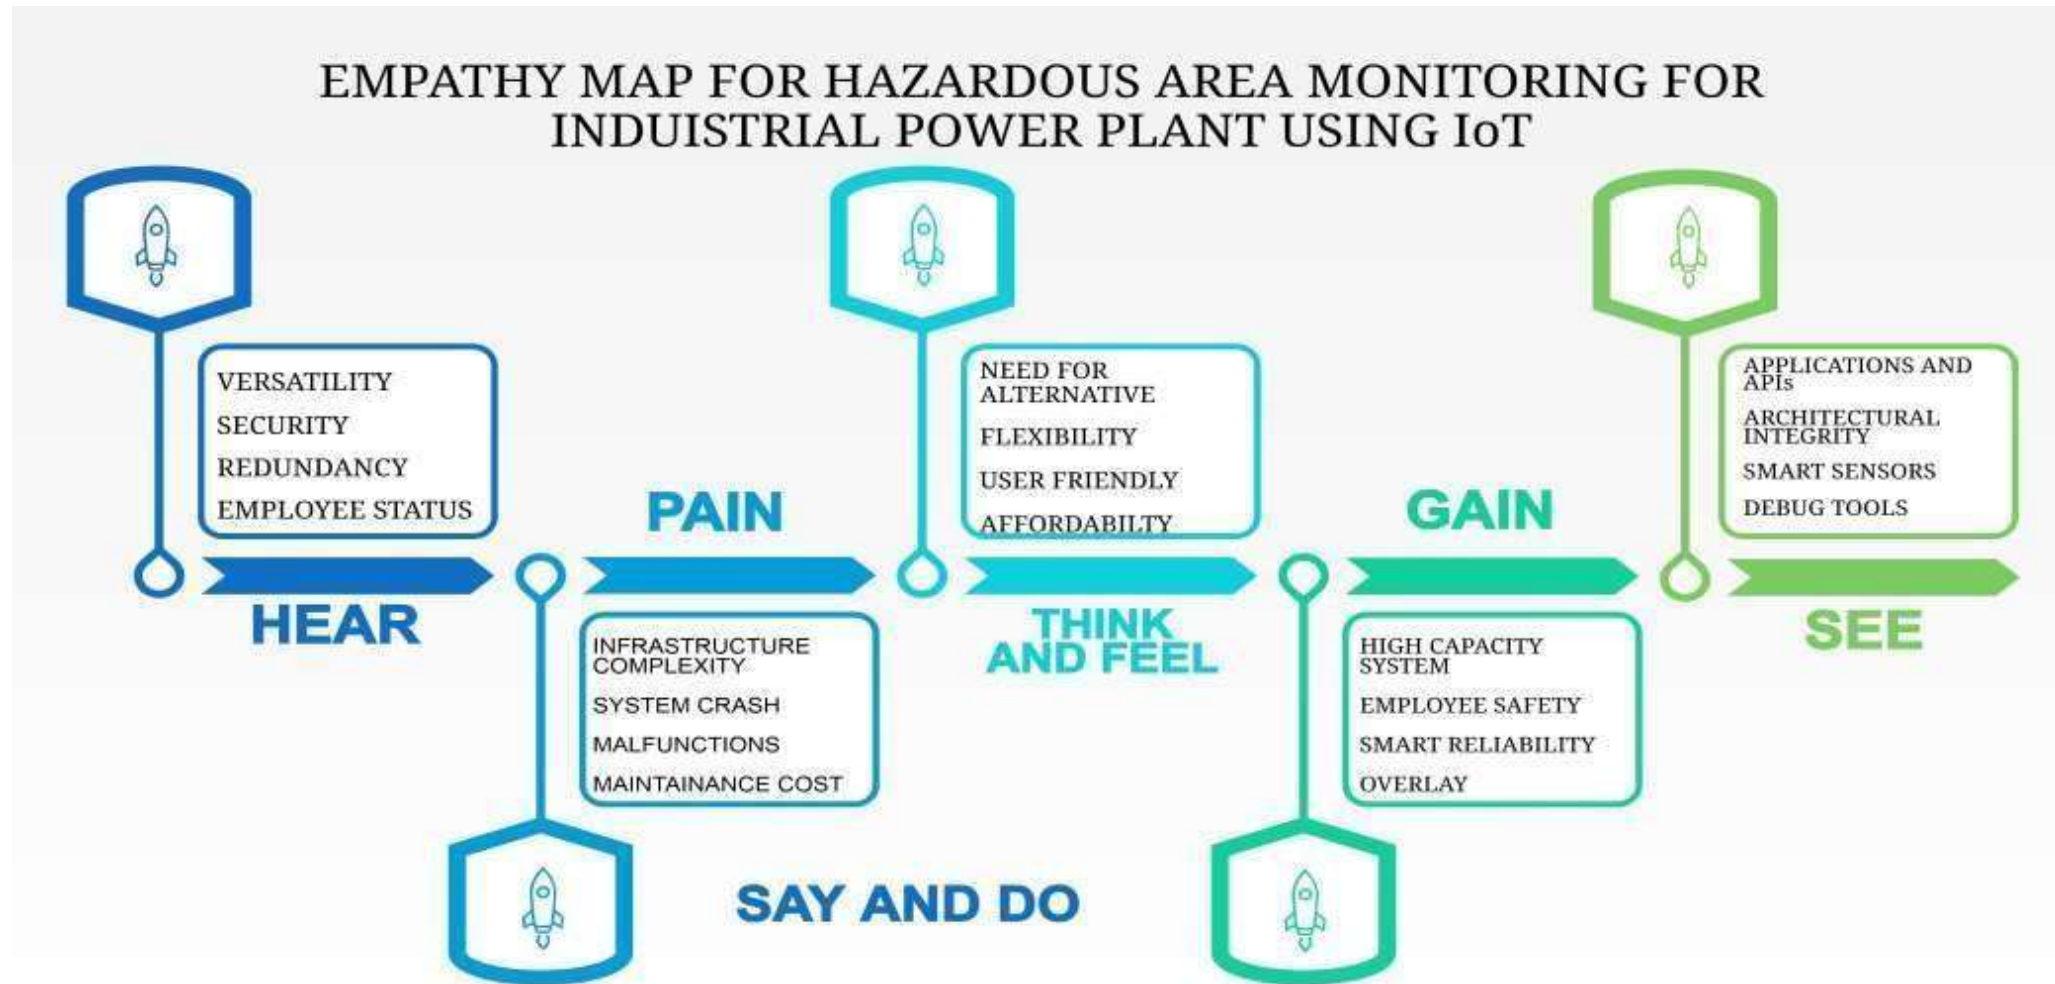 EMPATHY MAP FOR HAZARDOUS AREA MONITORING FOR
INDUISTRIAL POWER PLANT USING IoT
VERSATILITY
SECURITY
REDUNDANCY
EMPLOYEE STATUS
HEAR
PAIN
INFRASTRUCTURE
COMPLEXITY
SYSTEM CRASH
MALFUNCTIONS
MAINTAINANCE COST
NEED FOR
ALTERNATIVE
FLEXIBILITY
USER FRIENDLY
AFFORDABILTY
THINK
AND FEEL
GAIN
HIGH CAPACITY
SYSTEM
EMPLOYEE SAFETY
SMART RELIABILITY
OVERLAY
APPLICATIONS AND
APIs
ARCHITECTURAL
INTEGRITY
SMART SENSORS
DEBUG TOOLS
SEE
SAY AND DO